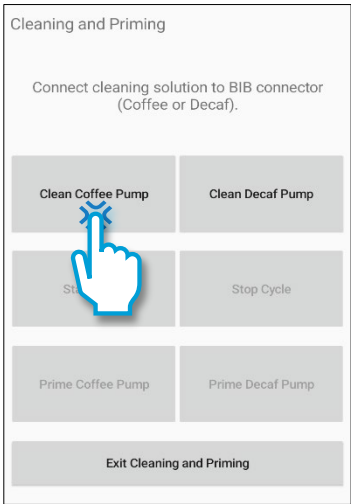 Cleaning and Priming
Connect cleaning solution to BIB connector
(Coffee or Decaf).
Clean Coffee Pump
Clean Decaf Pump
Stop Cycle
Prime Coffee Pump
Prime Decaf Pump
Exit Cleaning and Priming